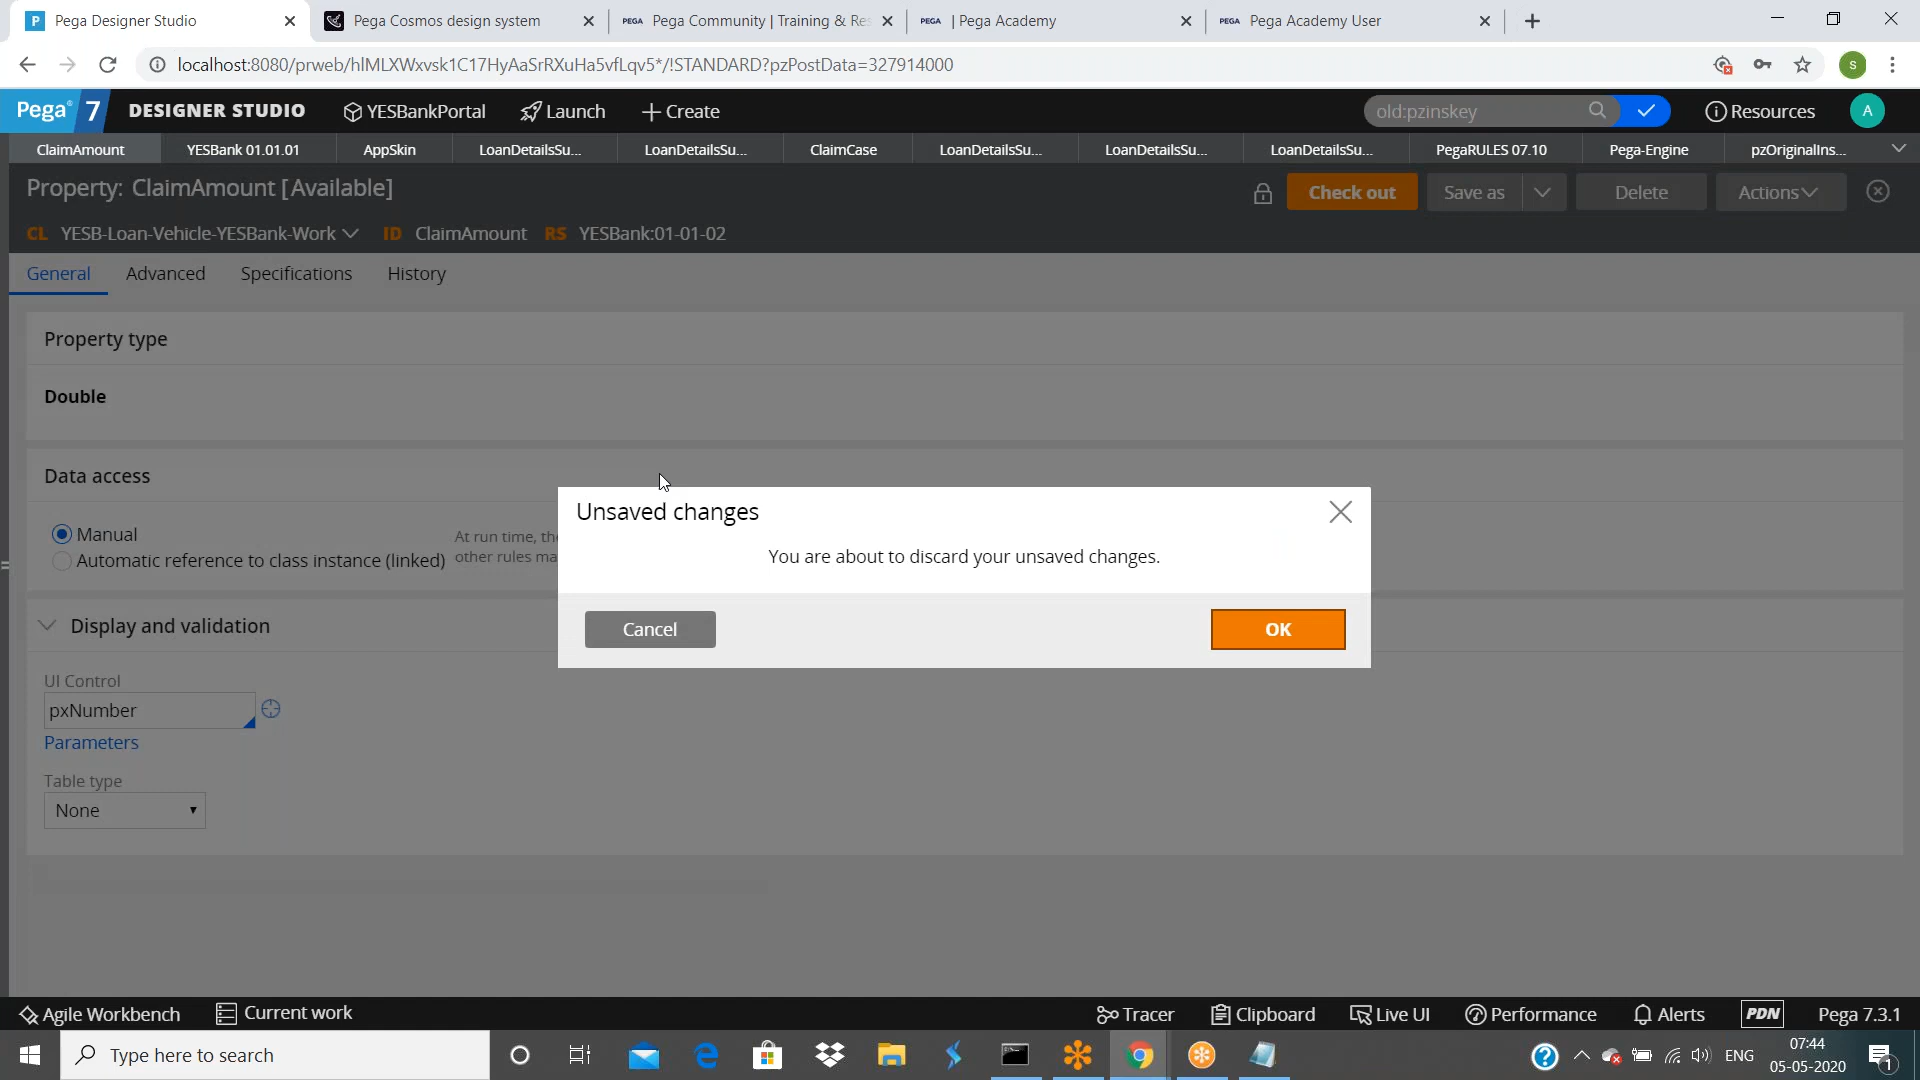 Pega Designer Studio
Pega Cosmos design system
PEGA Pega Community | Training & Res
PEGA | Pega Academy
PEGA Pega Academy User
localhost:8080/prweb/hIMLXWxvsk1C17HyAaSrRXuHa5vfLqv5*/!STANDARD?pzPostData=327914000
S
Pega 7 DESIGNER STUDIO YESBankPortal Launch Create
old:pzinskey
Resources
A
ClaimAmount YESBank 01.01.01 AppSkin LoanDetailsSu... LoanDetailsSu... ClaimCase LoanDetailsSu... LoanDetailsSu... LoanDetailsSu... PegaRULES 07.10 Pega-Engine pzOriginalIns...
Property: ClaimAmount [Available]
Check out Save as Delete Actions
CL YESB-Loan-Vehicle-YESBank-Work ID ClaimAmount RS YESBank:01-01-02
General Advanced Specifications History
Property type
Double
Data access
Manual
Automatic reference to class instance (linked)
At run time, the
other rules ma
Unsaved changes
You are about to discard your unsaved changes.
Cancel OK
Display and validation
UI Control
pxNumber
Parameters
Table type
None
Agile Workbench Current work Tracer Clipboard Live UI Performance Alerts PDN Pega 7.3.1
Type here to search
ENG
07:44
05-05-2020
1